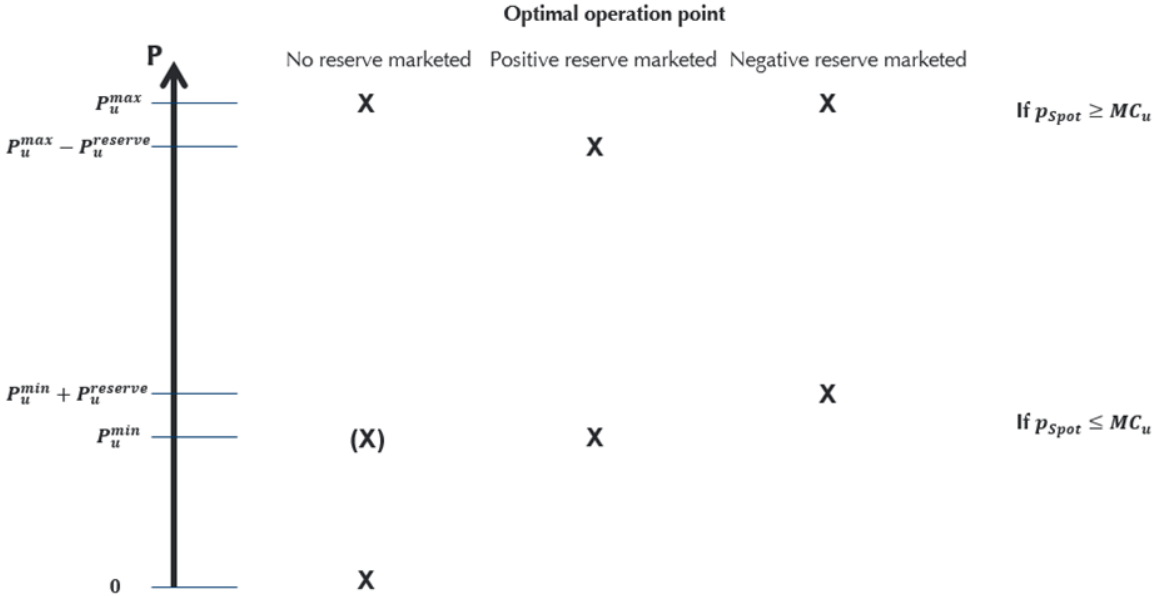 Optimal operation point
P
No reserve marketed Positive reserve marketed Negative reserve marketed
P_u^max X X If p_Spot ≥ MC_u
P_u^max − P_u^reserve X
P_u^min + P_u^reserve X
P_u^min (X) X If p_Spot ≤ MC_u
0 X